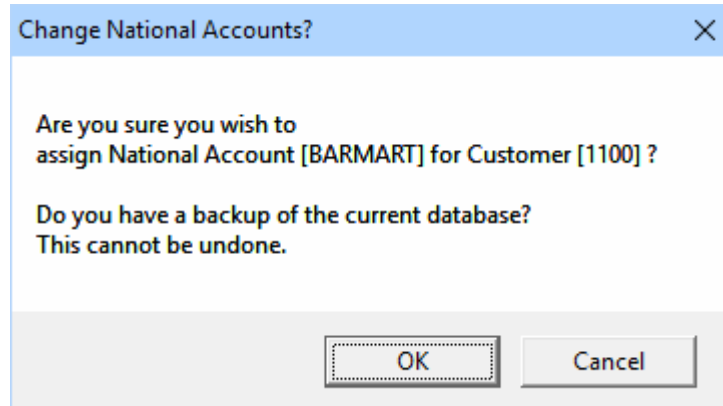 Change National Accounts?
Are you sure you wish to
assign National Account [BARMART] for Customer [1100] ?
Do you have a backup of the current database?
This cannot be undone.
OK
Cancel